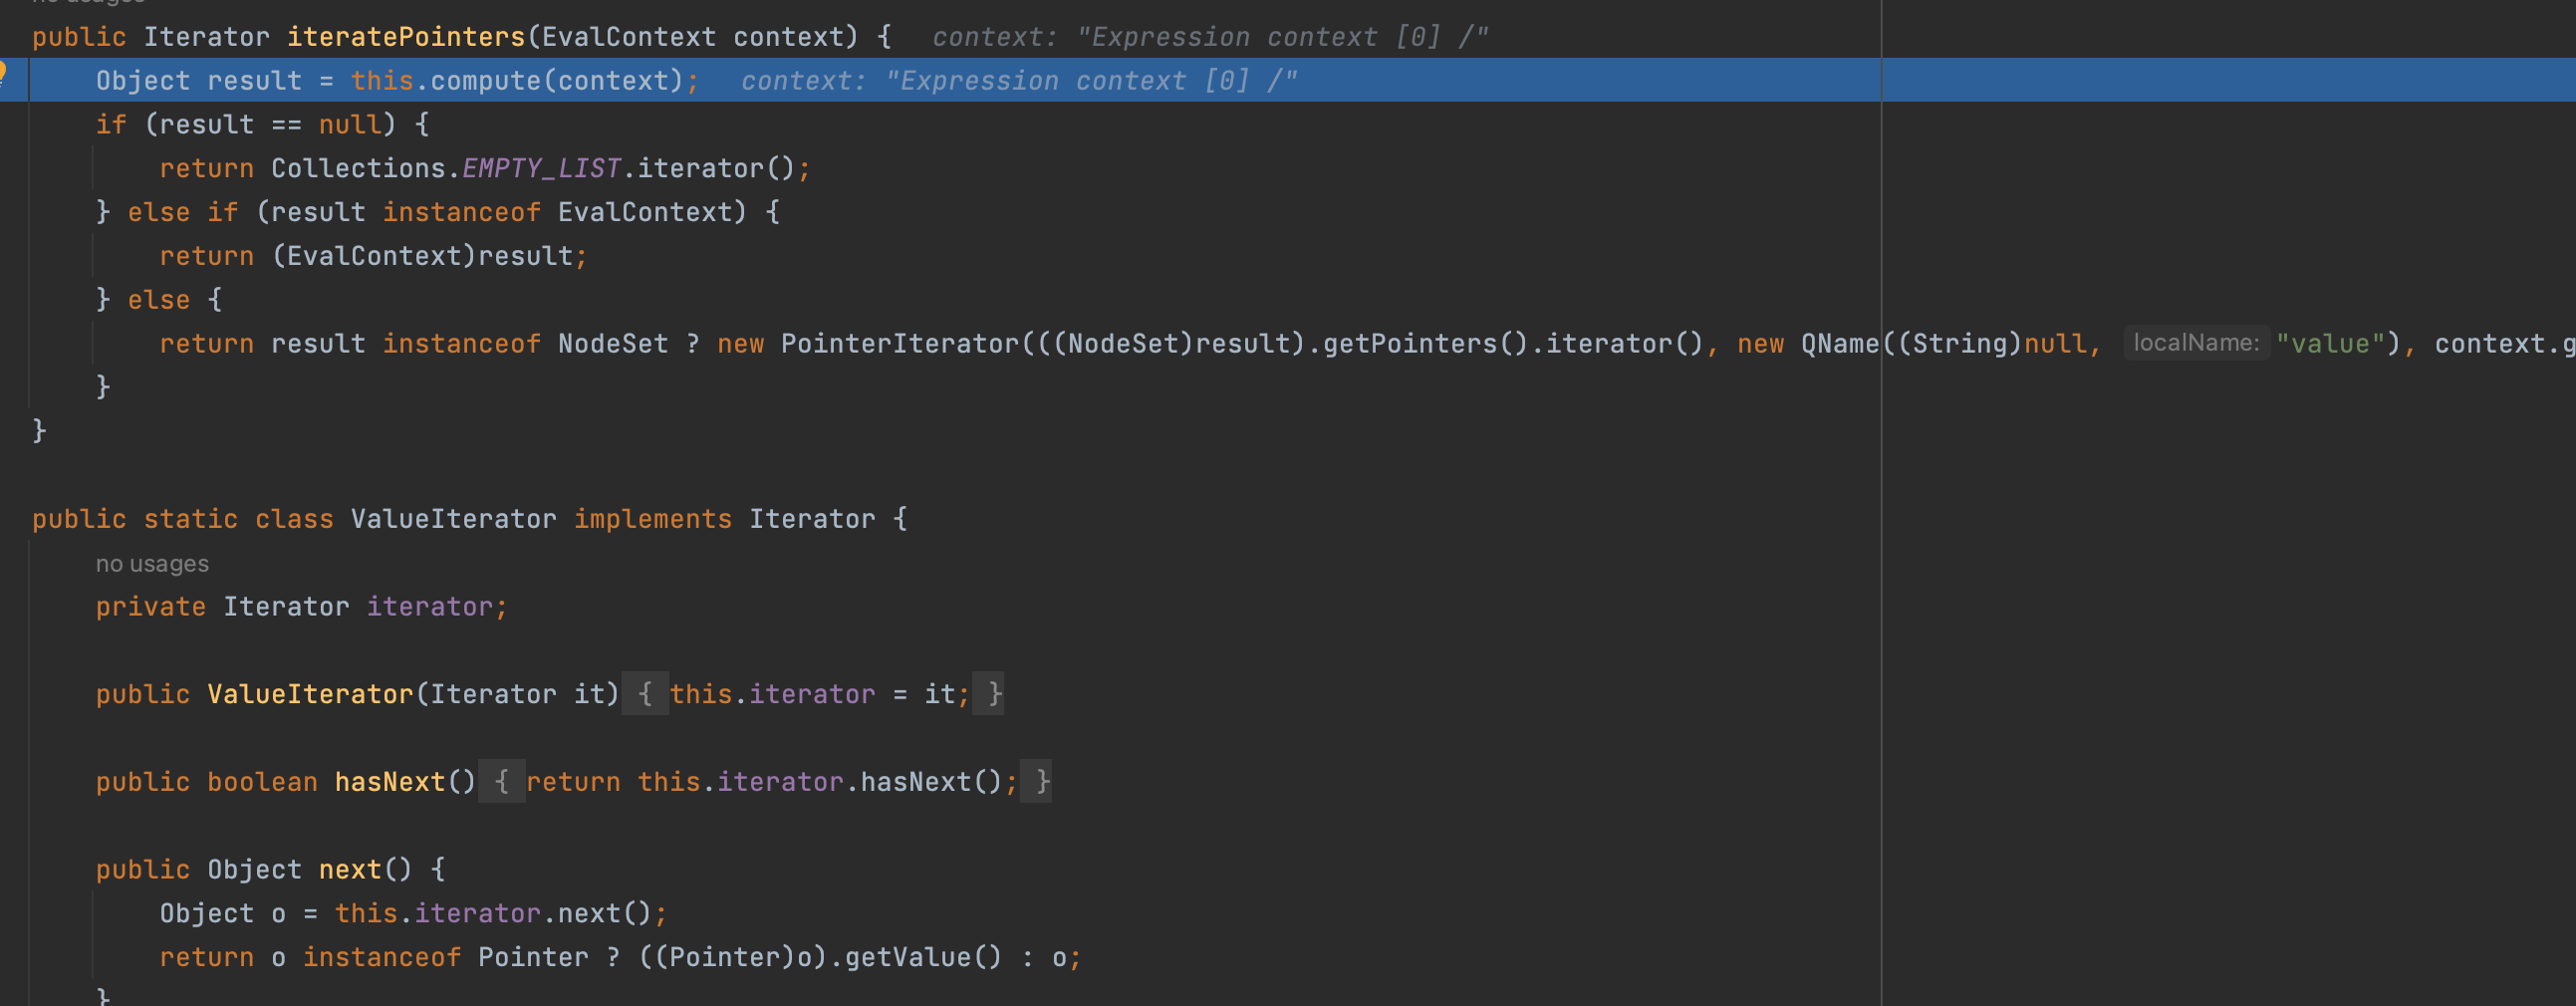 no usages
public Iterator iteratePointers(EvalContext context) {   context: "Expression context [0] /"
    Object result = this.compute(context);   context: "Expression context [0] /"
    if (result == null) {
        return Collections.EMPTY_LIST.iterator();
    } else if (result instanceof EvalContext) {
        return (EvalContext)result;
    } else {
        return result instanceof NodeSet ? new PointerIterator(((NodeSet)result).getPointers().iterator(), new QName((String)null, localName: "value"), context.g
    }
}
public static class ValueIterator implements Iterator {
    no usages
    private Iterator iterator;
    public ValueIterator(Iterator it) { this.iterator = it; }
    public boolean hasNext() { return this.iterator.hasNext(); }
    public Object next() {
        Object o = this.iterator.next();
        return o instanceof Pointer ? ((Pointer)o).getValue() : o;
    }